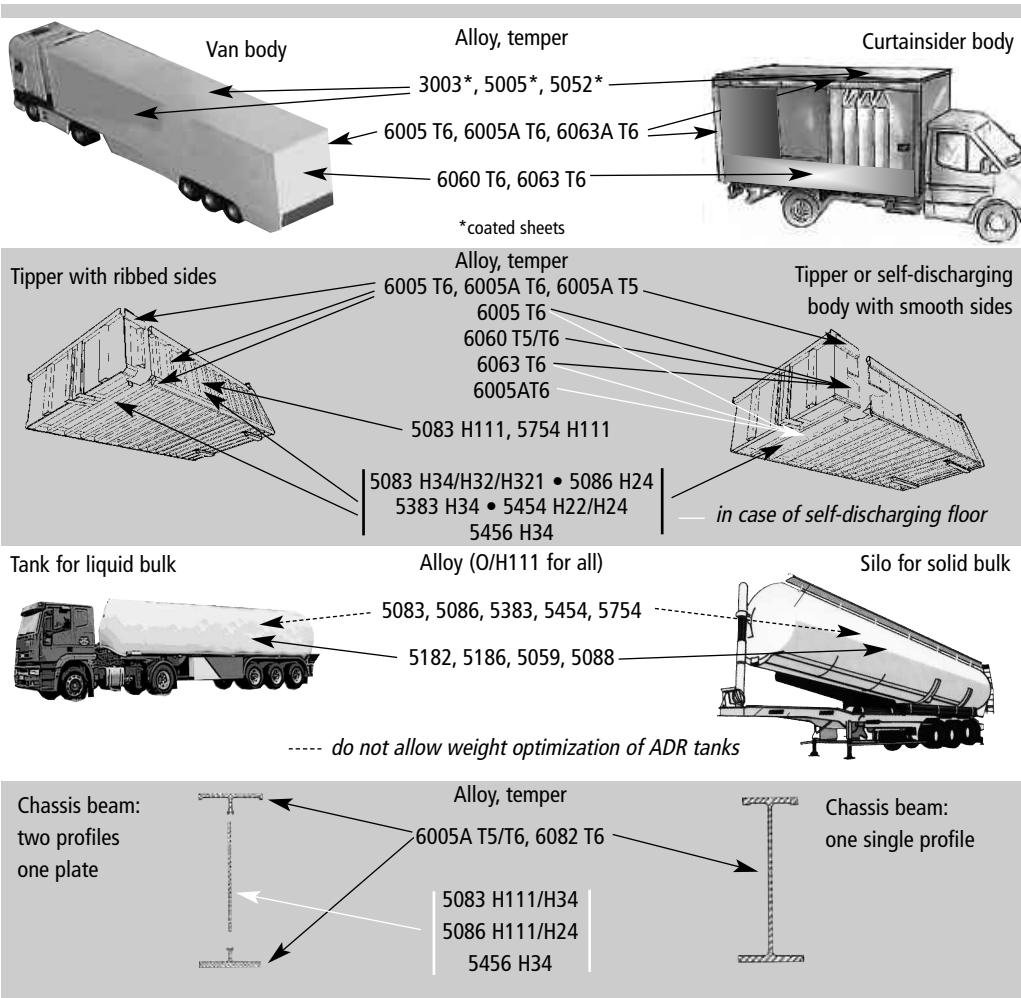 Van body
Alloy, temper
Curtainsider body
3003*, 5005*, 5052*
6005 T6, 6005A T6, 6063A T6
6060 T6, 6063 T6
*coated sheets
Tipper with ribbed sides
Alloy, temper
Tipper or self-discharging
body with smooth sides
6005 T6, 6005A T6, 6005A T5
6005 T6
6060 T5/T6
6063 T6
6005AT6
5083 H111, 5754 H111
5083 H34/H32/H321 • 5086 H24
5383 H34 • 5454 H22/H24
5456 H34
in case of self-discharging floor
Tank for liquid bulk
Alloy (O/H111 for all)
Silo for solid bulk
5083, 5086, 5383, 5454, 5754
5182, 5186, 5059, 5088
----- do not allow weight optimization of ADR tanks
Chassis beam:
two profiles
one plate
Alloy, temper
Chassis beam:
one single profile
6005A T5/T6, 6082 T6
5083 H111/H34
5086 H111/H24
5456 H34